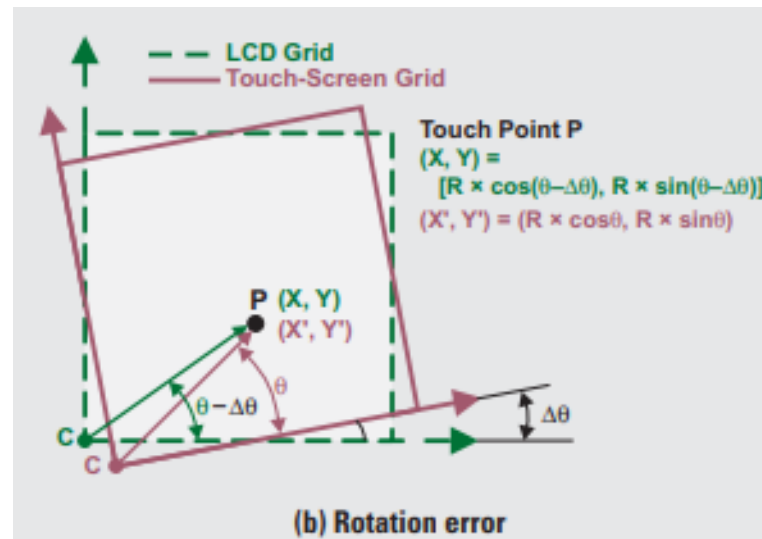 LCD Grid
Touch-Screen Grid
Touch Point P
(X, Y) =
[R × cos(θ–Δθ), R × sin(θ–Δθ)]
(X', Y') = (R × cosθ, R × sinθ)
P (X, Y)
(X', Y')
θ
θ–Δθ
Δθ
C
C
(b) Rotation error